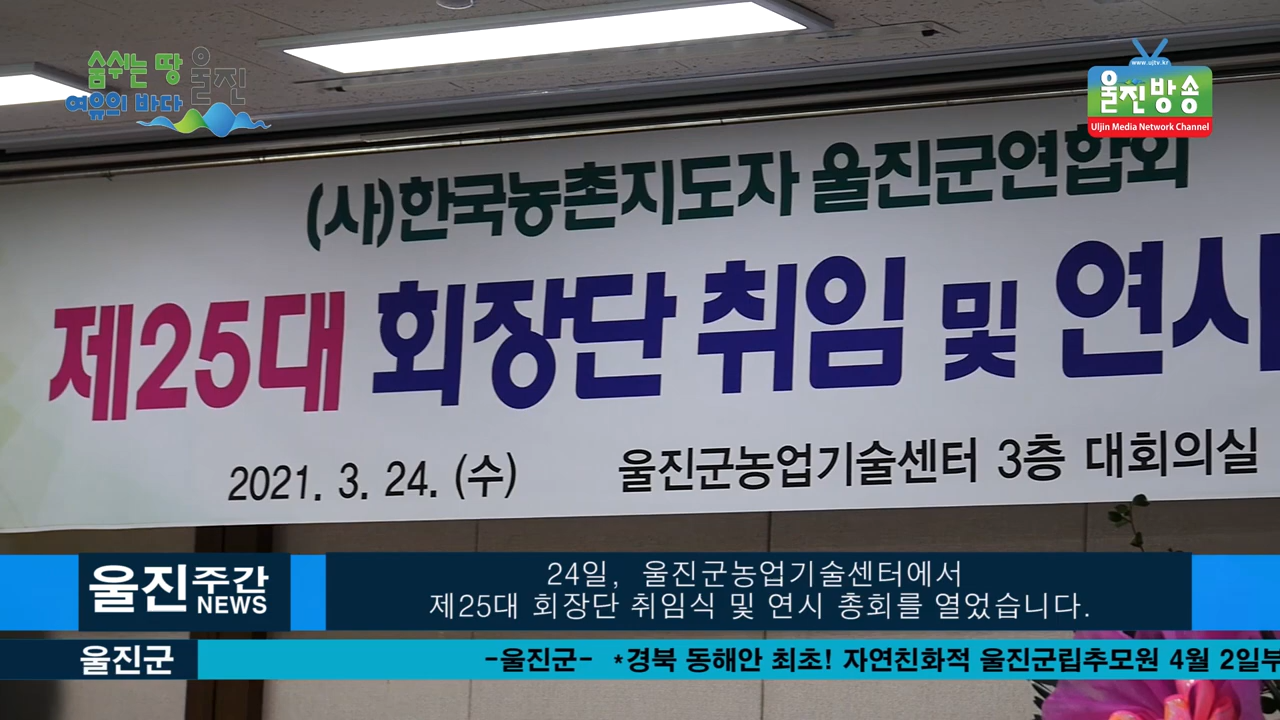 숨쉬는 땅
여유의 바다
울진
www.ujtv.kr
울진방송
Uljin Media Network Channel
(사)한국농촌지도자 울진군연합회
제25대 회장단 취임 및 연시
2021. 3. 24. (수)
울진군농업기술센터 3층 대회의실
울진주간
NEWS
24일, 울진군농업기술센터에서
제25대 회장단 취임식 및 연시 총회를 열었습니다.
울진군
-울진군- *경북 동해안 최초! 자연친화적 울진군립추모원 4월 2일부